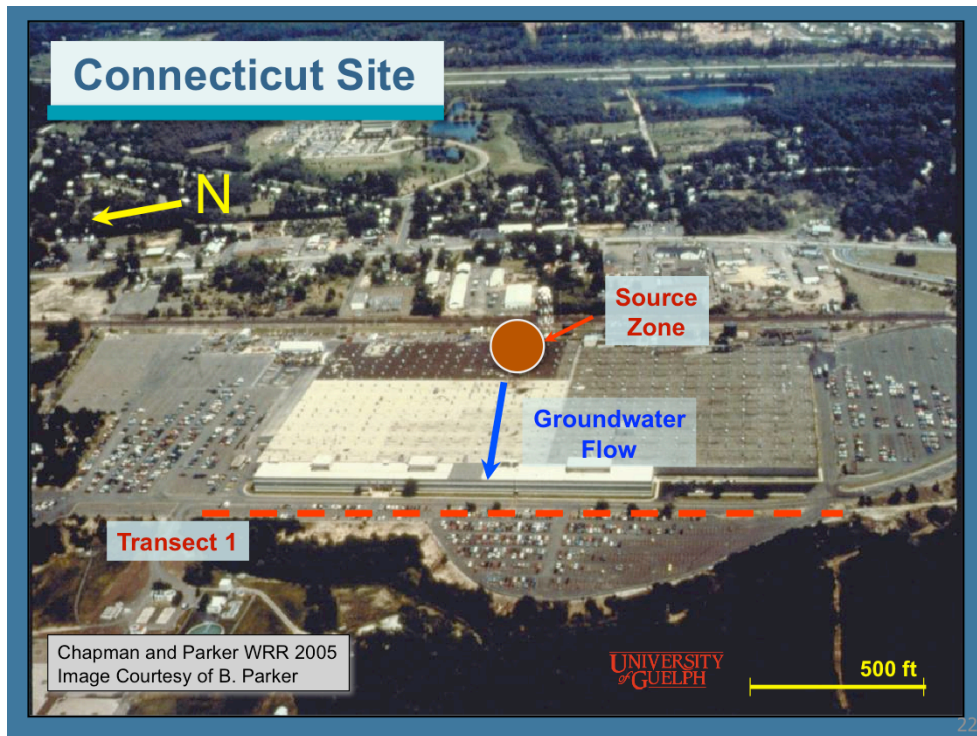 Connecticut Site
N
Source
Zone
Groundwater
Flow
Transect 1
Chapman and Parker WRR 2005
Image Courtesy of B. Parker
UNIVERSITY
of GUELPH
500 ft
22